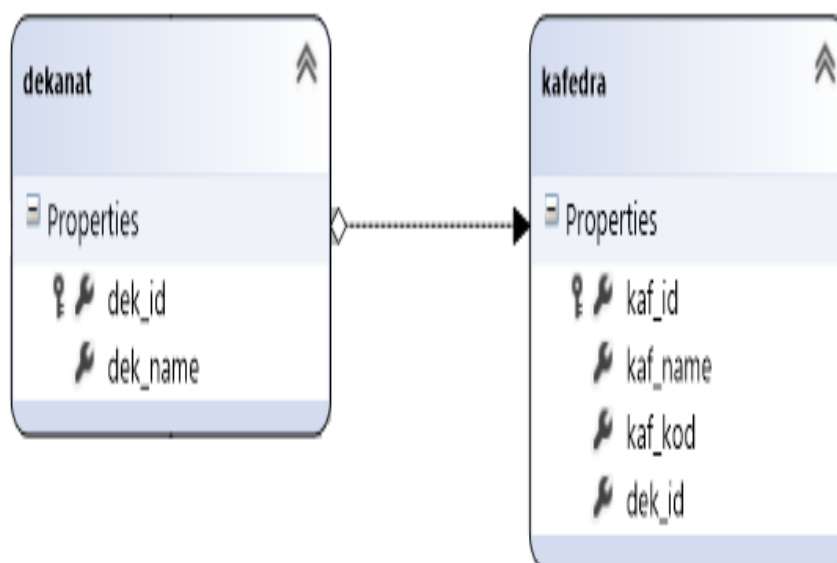 dekanat
Properties
dek_id
dek_name
kafedra
Properties
kaf_id
kaf_name
kaf_kod
dek_id